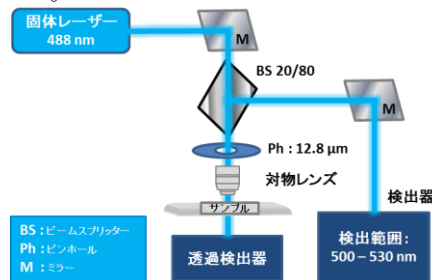 固体レーザー
488 nm
M
BS 20/80
M
Ph : 12.8 μm
対物レンズ
サンプル
検出器
BS :ビームスプリッター
Ph :ピンホール
M :ミラー
透過検出器
検出範囲:
500 – 530 nm